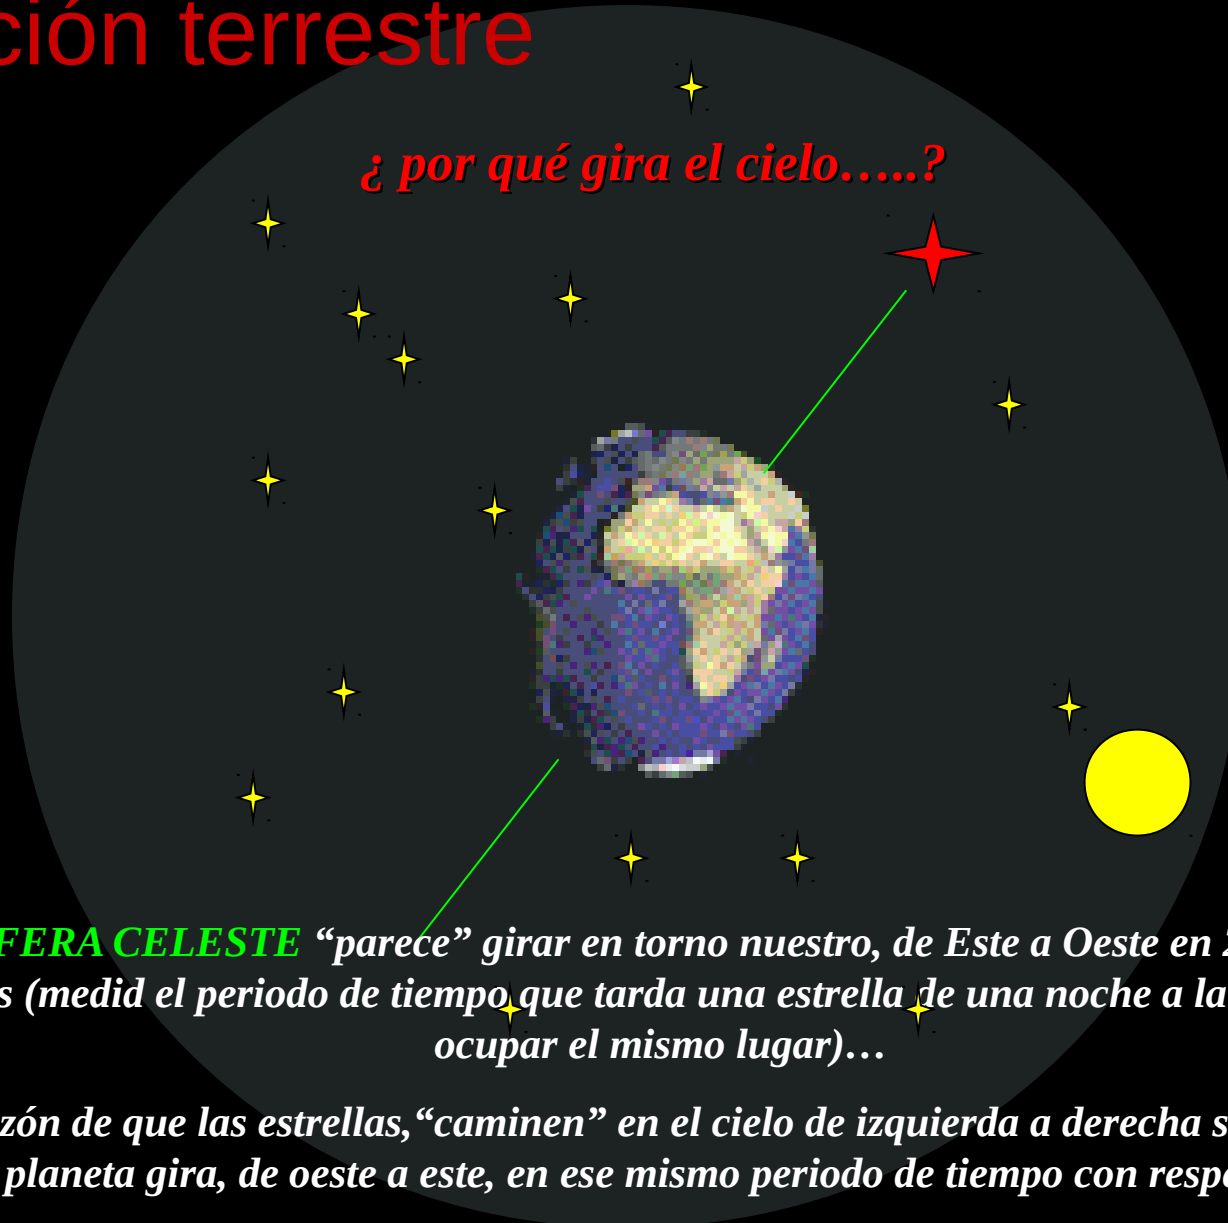 ción terrestre
¿ por qué gira el cielo…..?
FERA CELESTE “parece” girar en torno nuestro, de Este a Oeste en 2
s (medid el periodo de tiempo que tarda una estrella de una noche a la
ocupar el mismo lugar)…
zón de que las estrellas,“caminen” en el cielo de izquierda a derecha s
planeta gira, de oeste a este, en ese mismo periodo de tiempo con resp